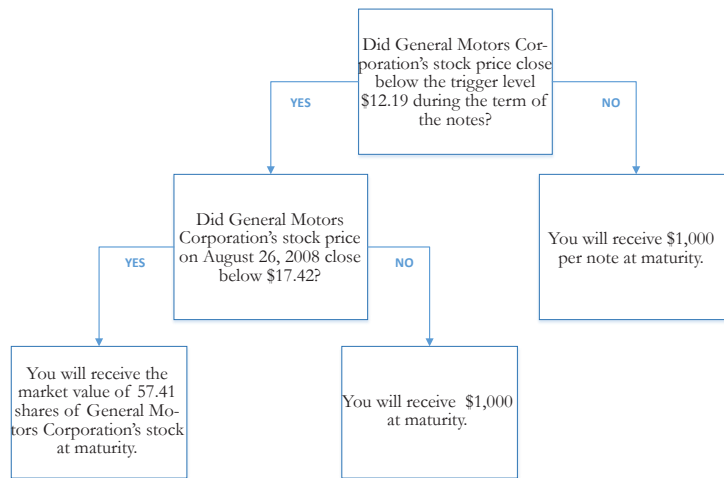 Did General Motors Cor-
poration's stock price close
below the trigger level
$12.19 during the term of
the notes?
YES
NO
Did General Motors
Corporation's stock price
on August 26, 2008 close
below $17.42?
You will receive $1,000
per note at maturity.
YES
NO
You will receive the
market value of 57.41
shares of General Mo-
tors Corporation's stock
at maturity.
You will receive $1,000
at maturity.